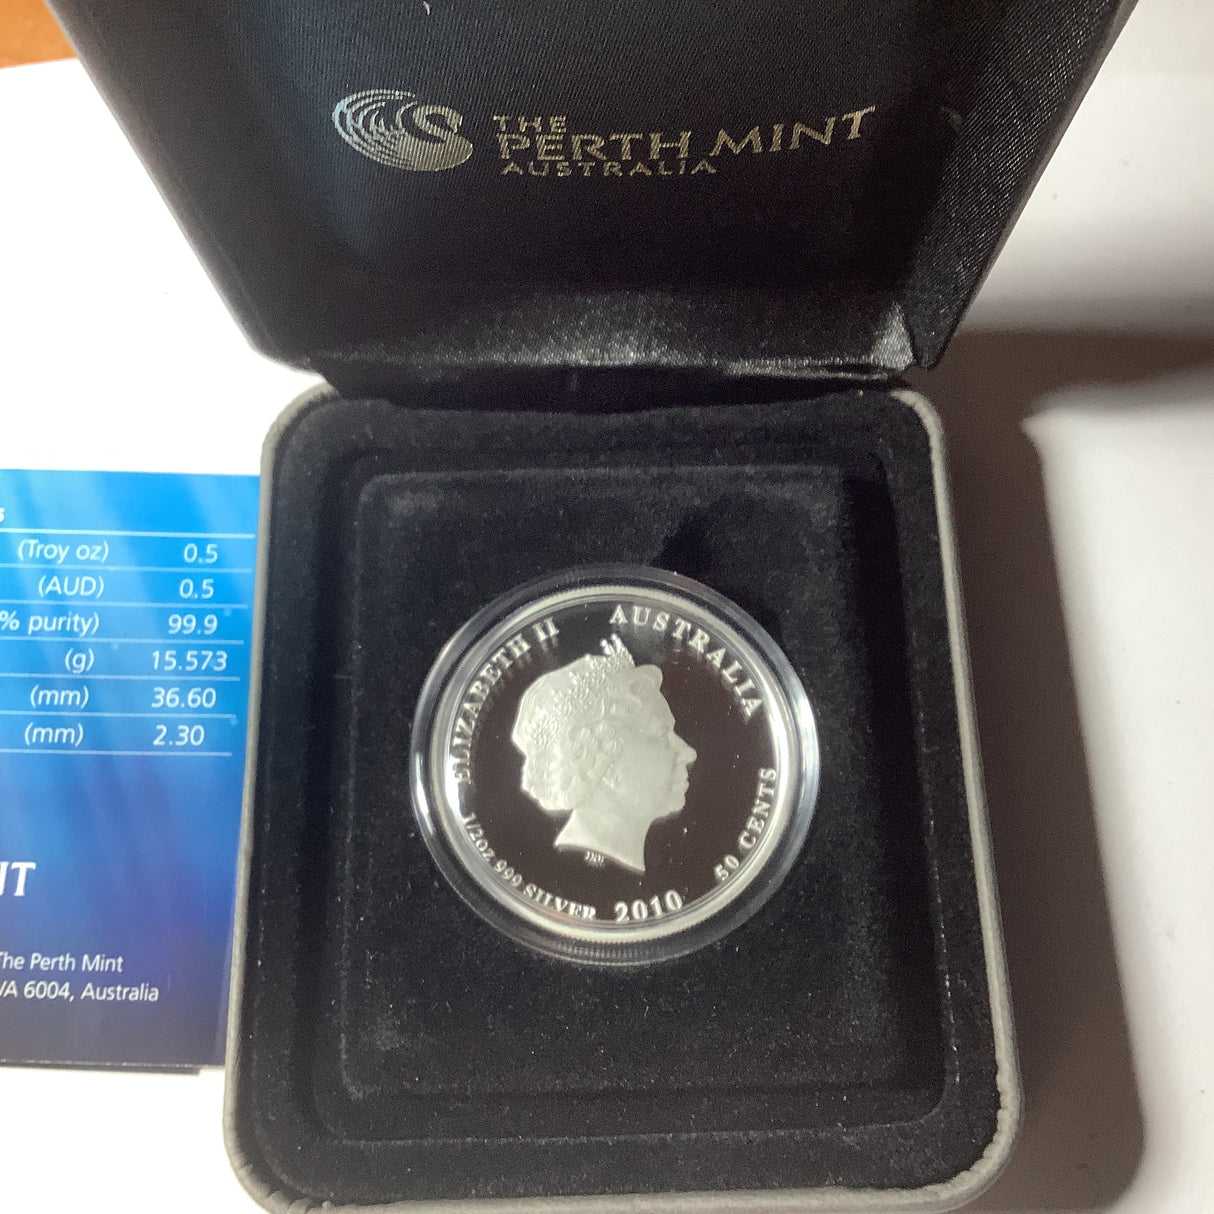 THE
PERTH MINT
AUSTRALIA
s
(Troy oz) 0.5
(AUD) 0.5
% purity) 99.9
(g) 15.573
(mm) 36.60
(mm) 2.30
NT
The Perth Mint
WA 6004, Australia
ELIZABETH II AUSTRALIA
1/2oz 999 SILVER 2010 50 CENTS
IRB